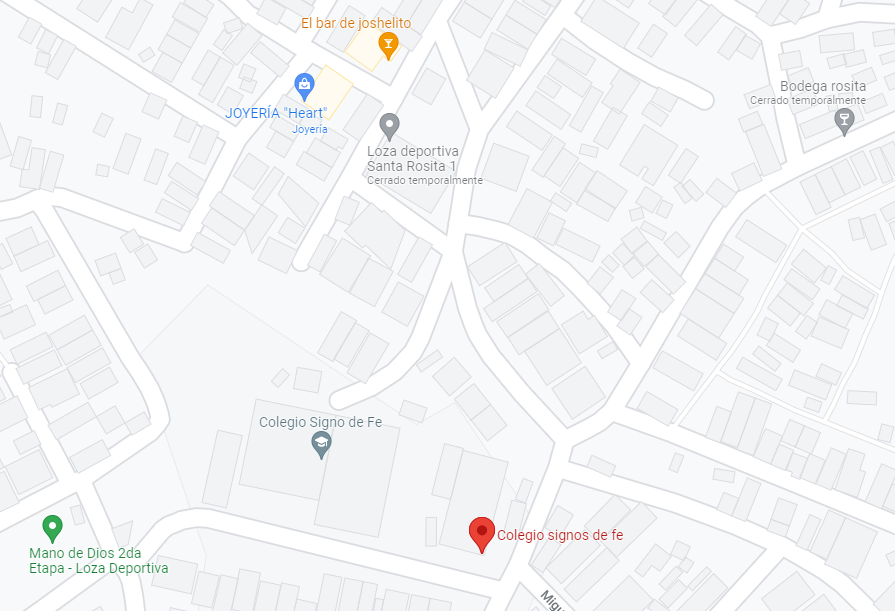 El bar de joshelito
JOYERÍA "Heart"
Joyería
Bodega rosita
Cerrado temporalmente
Loza deportiva
Santa Rosita 1
Cerrado temporalmente
Colegio Signo de Fe
Colegio signos de fe
Mano de Dios 2da
Etapa - Loza Deportiva